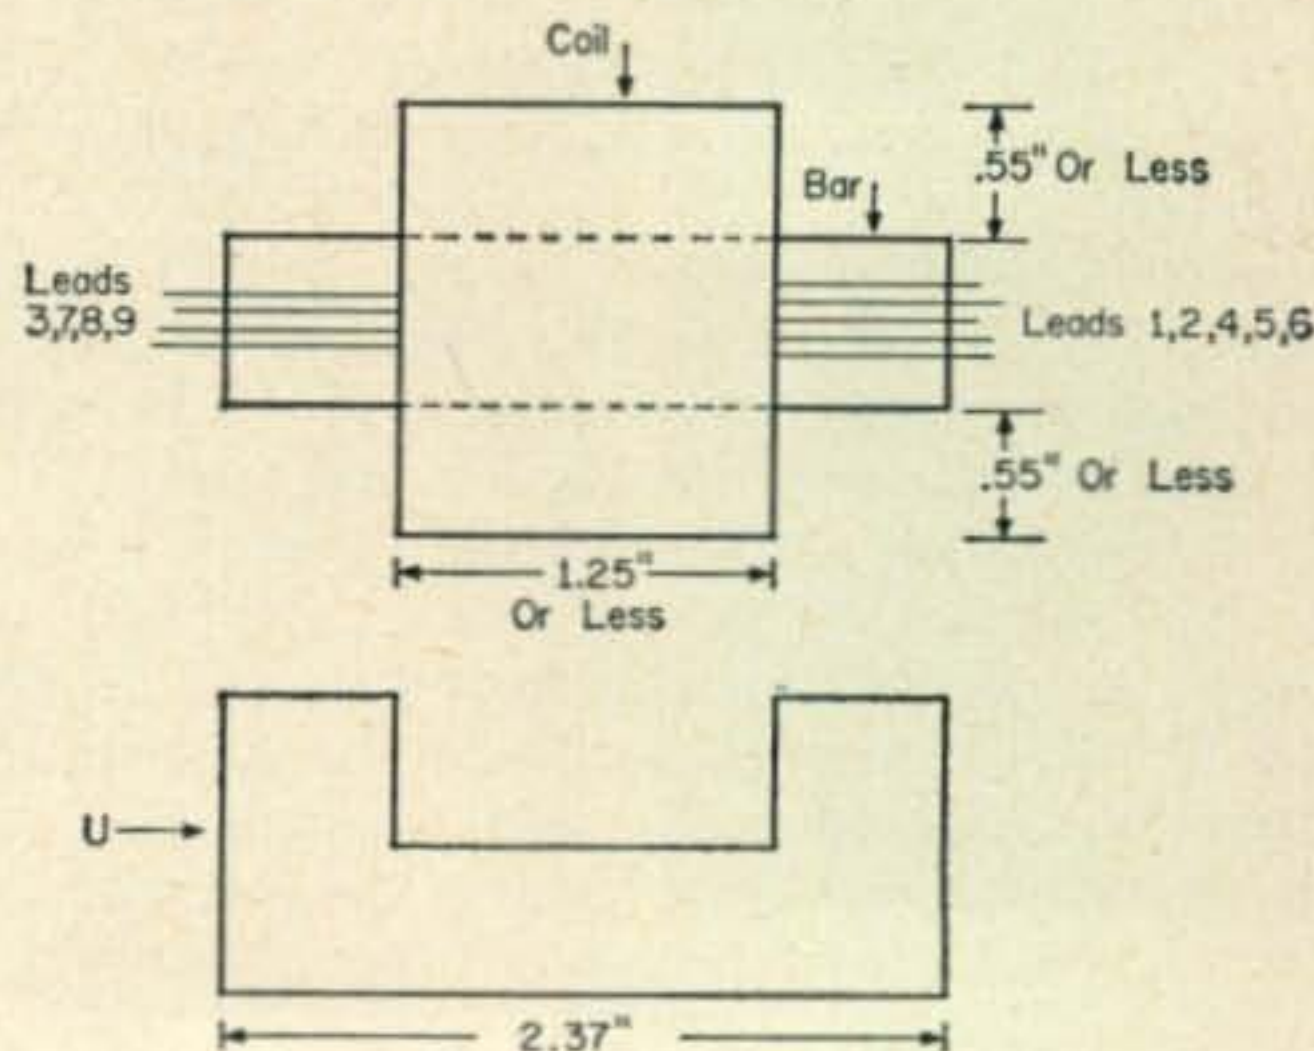 Coil
.55" Or Less
Bar
Leads
3,7,8,9
Leads 1,2,4,5,6
.55" Or Less
1.25"
Or Less
U
2.37"